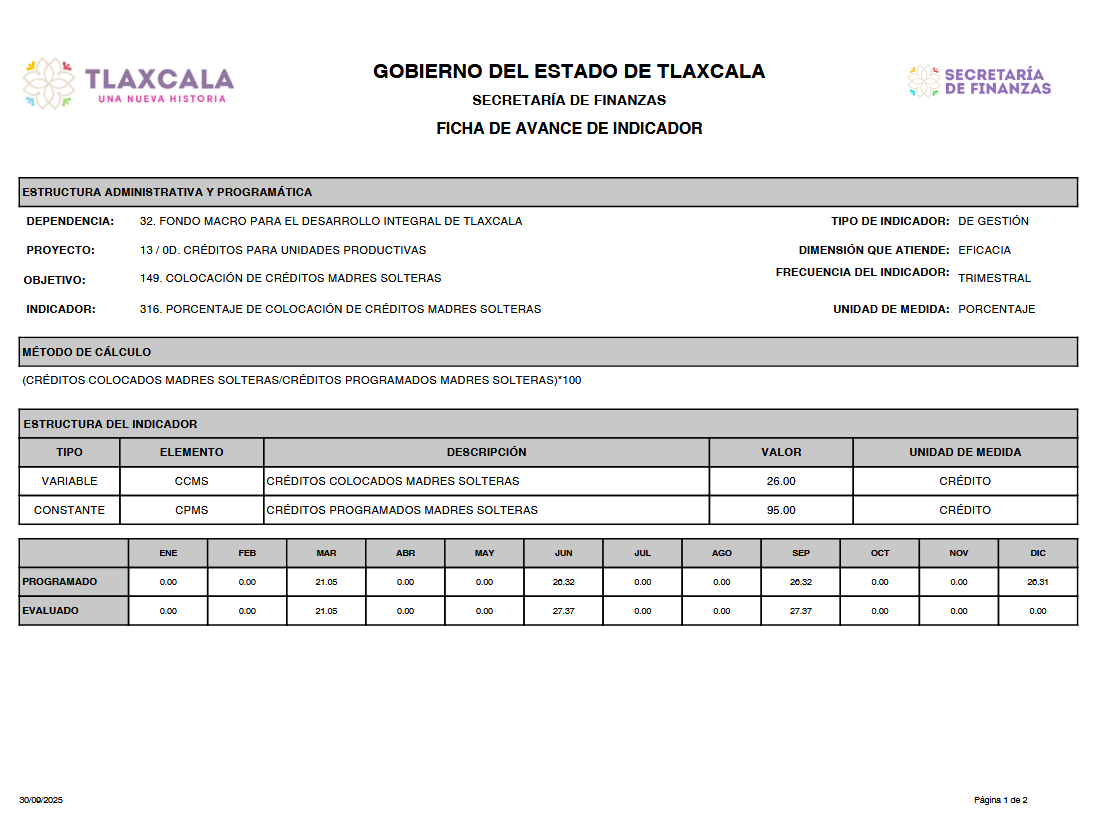 TLAXCALA
UNA NUEVA HISTORIA
GOBIERNO DEL ESTADO DE TLAXCALA
SECRETARÍA DE FINANZAS
FICHA DE AVANCE DE INDICADOR
SECRETARÍA
DE FINANZAS
ESTRUCTURA ADMINISTRATIVA Y PROGRAMÁTICA
DEPENDENCIA: 32. FONDO MACRO PARA EL DESARROLLO INTEGRAL DE TLAXCALA TIPO DE INDICADOR: DE GESTIÓN
PROYECTO: 13 / 0D. CRÉDITOS PARA UNIDADES PRODUCTIVAS DIMENSIÓN QUE ATIENDE: EFICACIA
OBJETIVO: 149. COLOCACIÓN DE CRÉDITOS MADRES SOLTERAS FRECUENCIA DEL INDICADOR: TRIMESTRAL
INDICADOR: 316. PORCENTAJE DE COLOCACIÓN DE CRÉDITOS MADRES SOLTERAS UNIDAD DE MEDIDA: PORCENTAJE
MÉTODO DE CÁLCULO
(CRÉDITOS COLOCADOS MADRES SOLTERAS/CRÉDITOS PROGRAMADOS MADRES SOLTERAS)*100
ESTRUCTURA DEL INDICADOR
TIPO ELEMENTO DESCRIPCIÓN VALOR UNIDAD DE MEDIDA
VARIABLE CCMS CRÉDITOS COLOCADOS MADRES SOLTERAS 26.00 CRÉDITO
CONSTANTE CPMS CRÉDITOS PROGRAMADOS MADRES SOLTERAS 95.00 CRÉDITO
ENE FEB MAR ABR MAY JUN JUL AGO SEP OCT NOV DIC
PROGRAMADO 0.00 0.00 21.05 0.00 0.00 26.32 0.00 0.00 26.32 0.00 0.00 26.31
EVALUADO 0.00 0.00 21.05 0.00 0.00 27.37 0.00 0.00 27.37 0.00 0.00 0.00
30/09/2025 Página 1 de 2